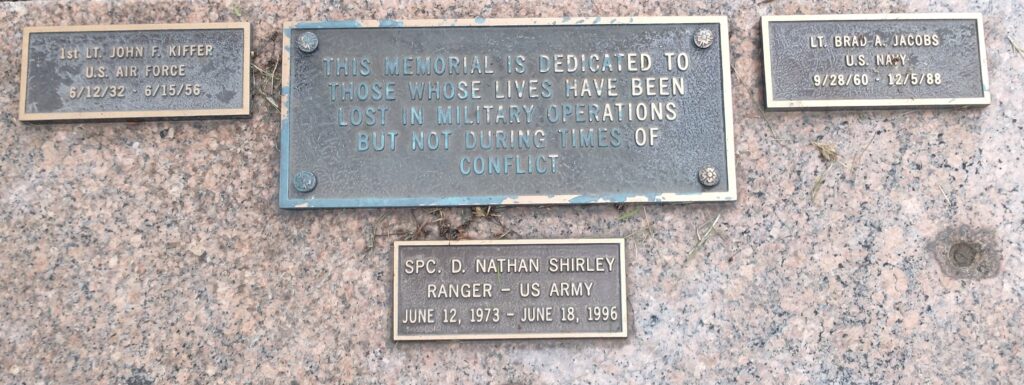 1st LT. JOHN F. KIFFER
U.S. AIR FORCE
6/12/32 - 6/15/56
THIS MEMORIAL IS DEDICATED TO
THOSE WHOSE LIVES HAVE BEEN
LOST IN MILITARY OPERATIONS
BUT NOT DURING TIMES OF
CONFLICT
LT. BRAD A. JACOBS
U.S. NAVY
9/28/60 - 12/5/88
SPC. D. NATHAN SHIRLEY
RANGER - US ARMY
JUNE 12, 1973 - JUNE 18, 1996